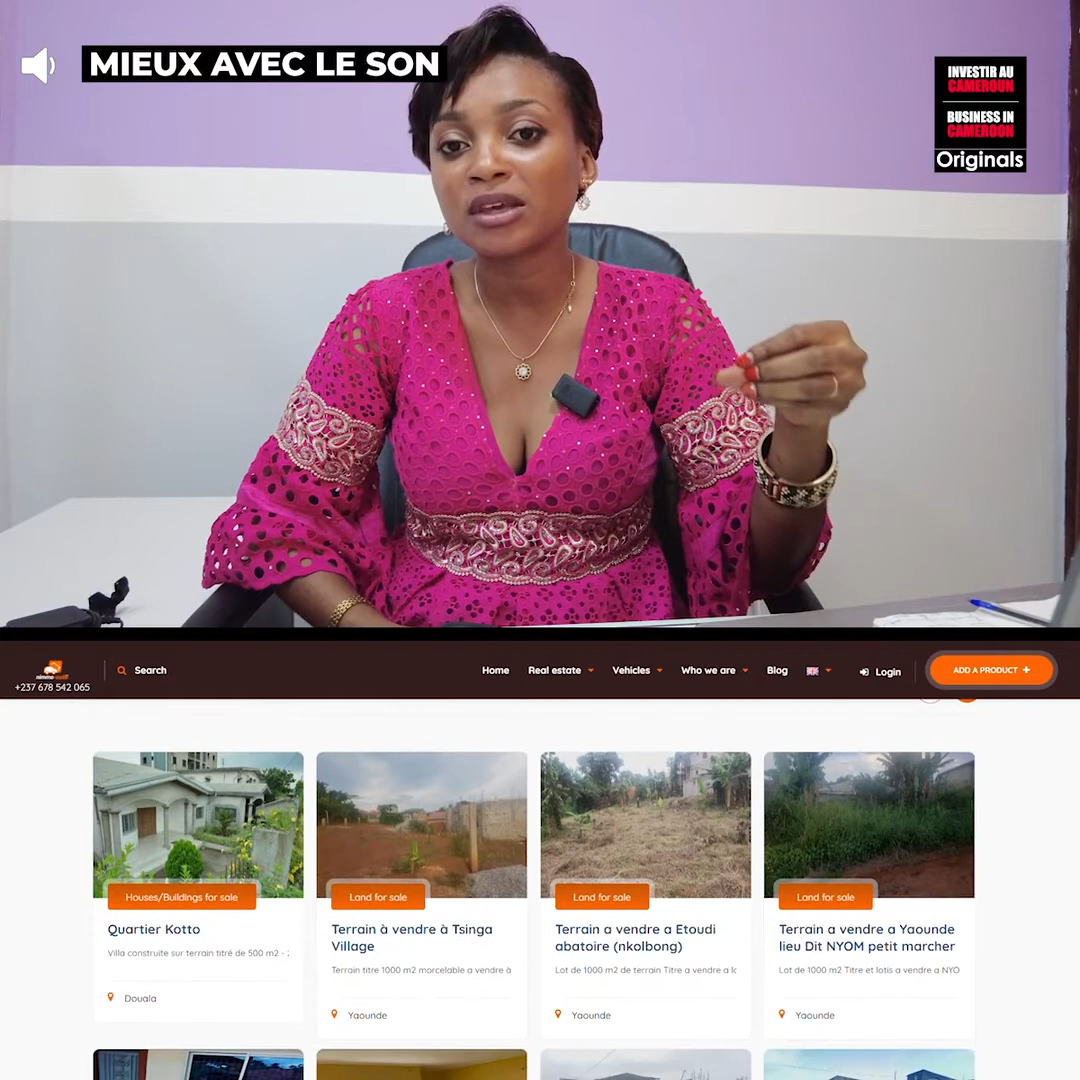 MIEUX AVEC LE SON
INVESTIR AU
CAMEROUN
BUSINESS IN
CAMEROON
Originals
+237 678 542 065
Search
Home
Real estate
Vehicles
Who we are
Blog
Login
ADD A PRODUCT +
Houses/Buildings for sale
Quartier Kotto
Villa construite sur terrain titré de 500 m2 -
Douala
Land for sale
Terrain à vendre à Tsinga
Village
Terrain titre 1000 m2 morcelable a vendre à
Yaounde
Land for sale
Terrain a vendre a Etoudi
abatoire (nkolbong)
Lot de 1000 m2 de terrain Titre a vendre a
Yaounde
Land for sale
Terrain a vendre a Yaounde
lieu Dit NYOM petit marcher
Lot de 1000 m2 Titre et lotis a vendre a NYO
Yaounde